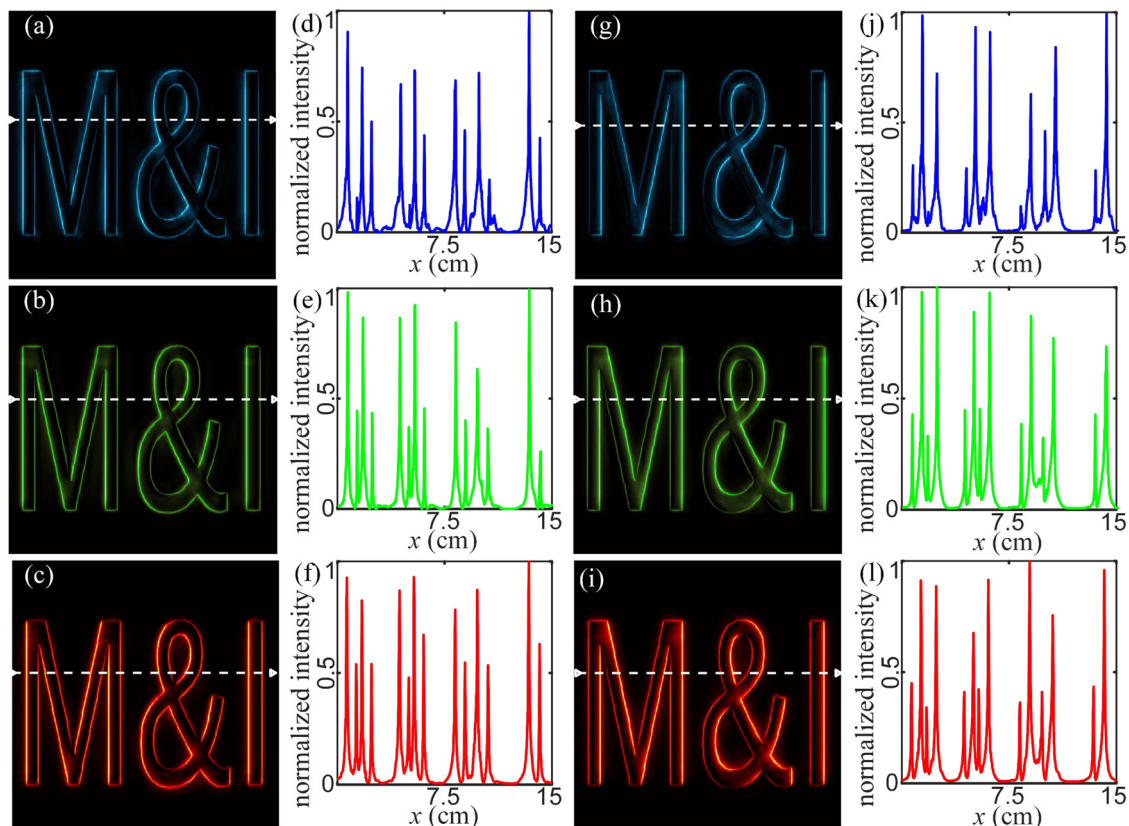 (a)
M&I
(d)
normalized intensity
1
0.5
0
7.5
15
x (cm)
(g)
M&I
(j)
normalized intensity
1
0.5
0
7.5
15
x (cm)
(b)
M&I
(e)
normalized intensity
1
0.5
0
7.5
15
x (cm)
(h)
M&I
(k)
normalized intensity
1
0.5
0
7.5
15
x (cm)
(c)
M&I
(f)
normalized intensity
1
0.5
0
7.5
15
x (cm)
(i)
M&I
(l)
normalized intensity
1
0.5
0
7.5
15
x (cm)